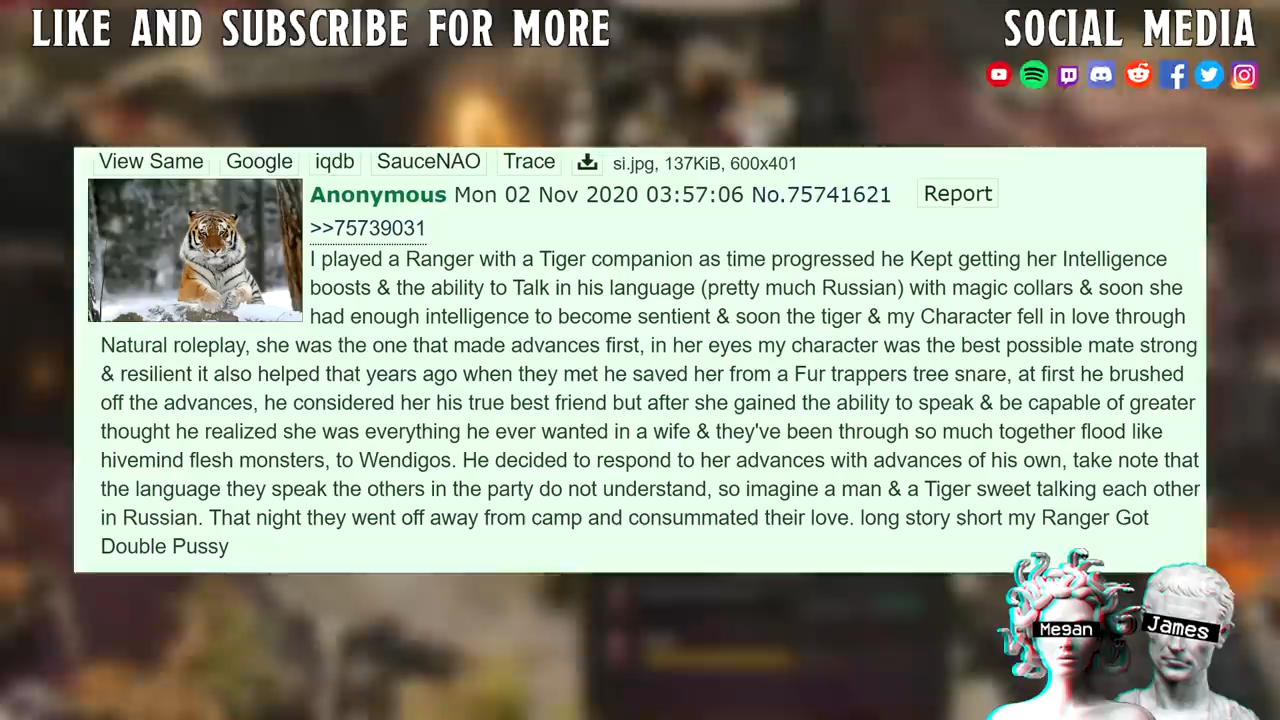 LIKE AND SUBSCRIBE FOR MORE
SOCIAL MEDIA
View Same Google iqdb SauceNAO Trace si.jpg, 137KiB, 600x401
Anonymous Mon 02 Nov 2020 03:57:06 No.75741621 Report
>>75739031
I played a Ranger with a Tiger companion as time progressed he Kept getting her Intelligence
boosts & the ability to Talk in his language (pretty much Russian) with magic collars & soon she
had enough intelligence to become sentient & soon the tiger & my Character fell in love through
Natural roleplay, she was the one that made advances first, in her eyes my character was the best possible mate strong
& resilient it also helped that years ago when they met he saved her from a Fur trappers tree snare, at first he brushed
off the advances, he considered her his true best friend but after she gained the ability to speak & be capable of greater
thought he realized she was everything he ever wanted in a wife & they've been through so much together flood like
hivemind flesh monsters, to Wendigos. He decided to respond to her advances with advances of his own, take note that
the language they speak the others in the party do not understand, so imagine a man & a Tiger sweet talking each other
in Russian. That night they went off away from camp and consummated their love. long story short my Ranger Got
Double Pussy
Megan
James